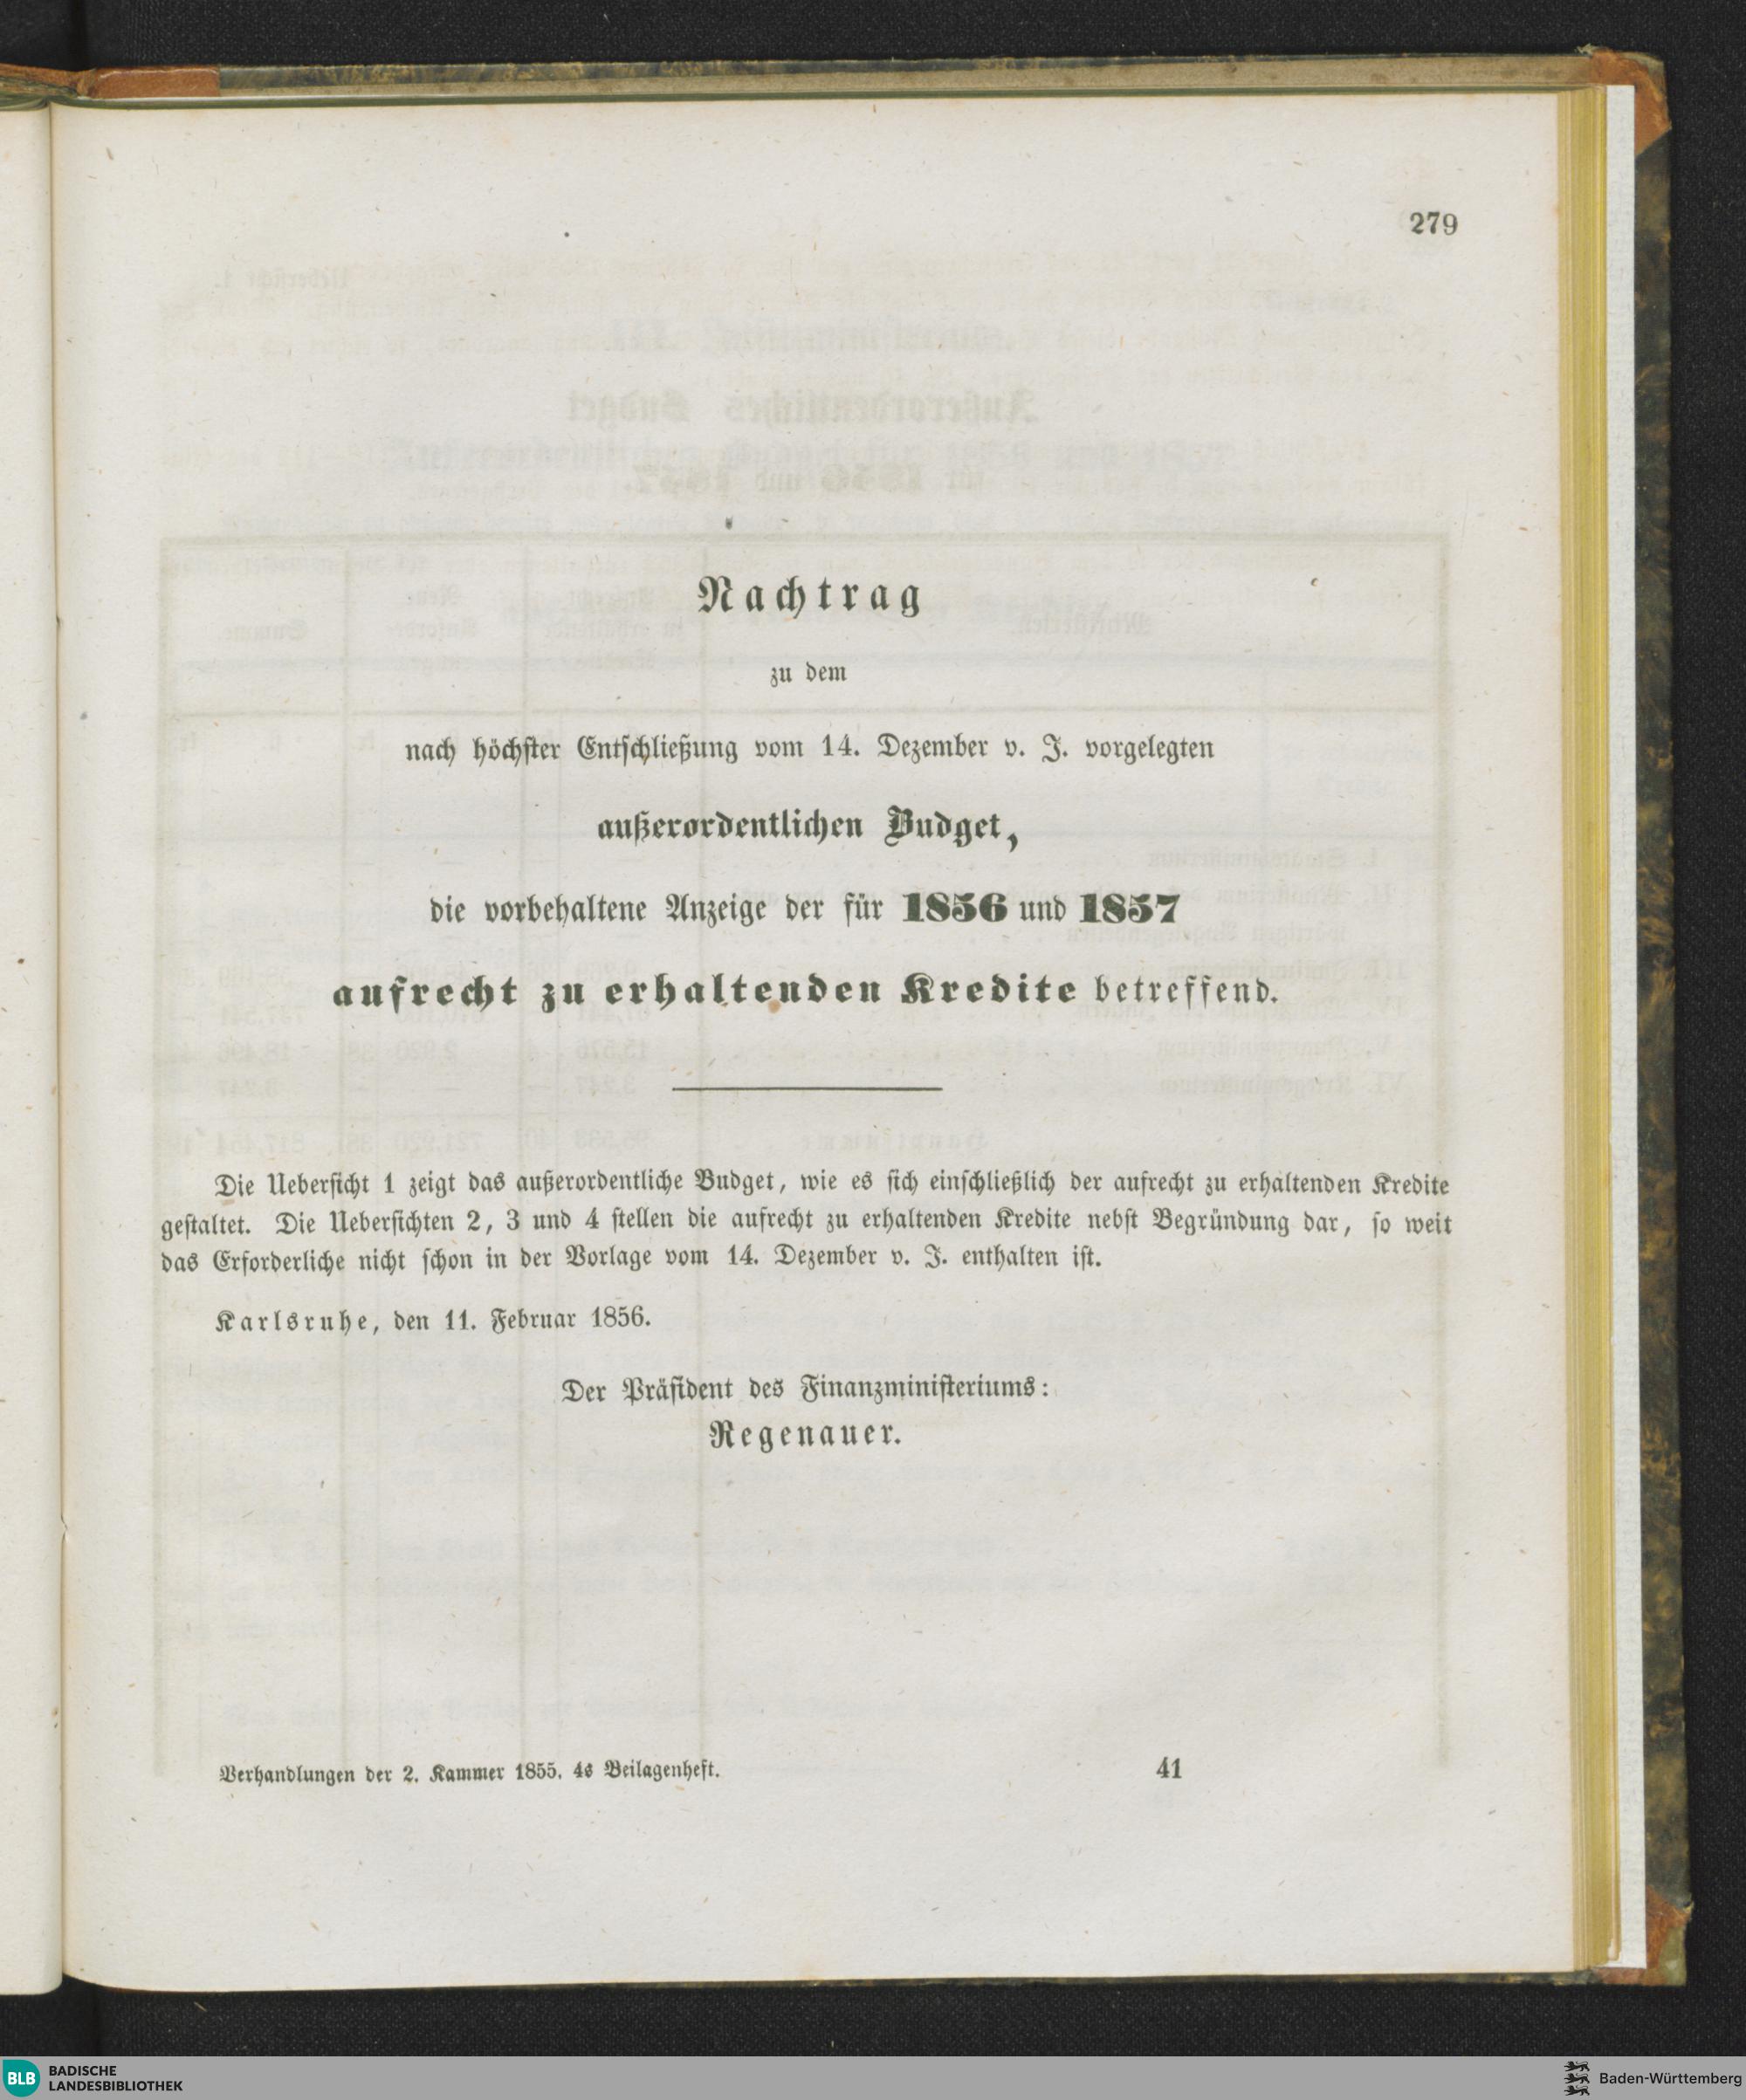 279
Nachtrag
zu dem
nach höchster Entschließung vom 14. Dezember v. J. vorgelegten
außerordentlichen Budget,
die vorbehaltene Anzeige der für 1856 und 1857
aufrecht zu erhaltenden Kredite betreffend.
Die Uebersicht 1 zeigt das außerordentliche Budget, wie es sich einschließlich der aufrecht zu erhaltenden Kredite
gestaltet. Die Uebersichten 2, 3 und 4 stellen die aufrecht zu erhaltenden Kredite nebst Begründung dar, so weit
das Erforderliche nicht schon in der Vorlage vom 14. Dezember v. J. enthalten ist.
Karlsruhe, den 11. Februar 1856.
Der Präsident des Finanzministeriums:
Regenauer.
Verhandlungen der 2. Kammer 1855. 4s Beilagenheft. 41
BLB BADISCHE
LANDESBIBLIOTHEK
Baden-Württemberg